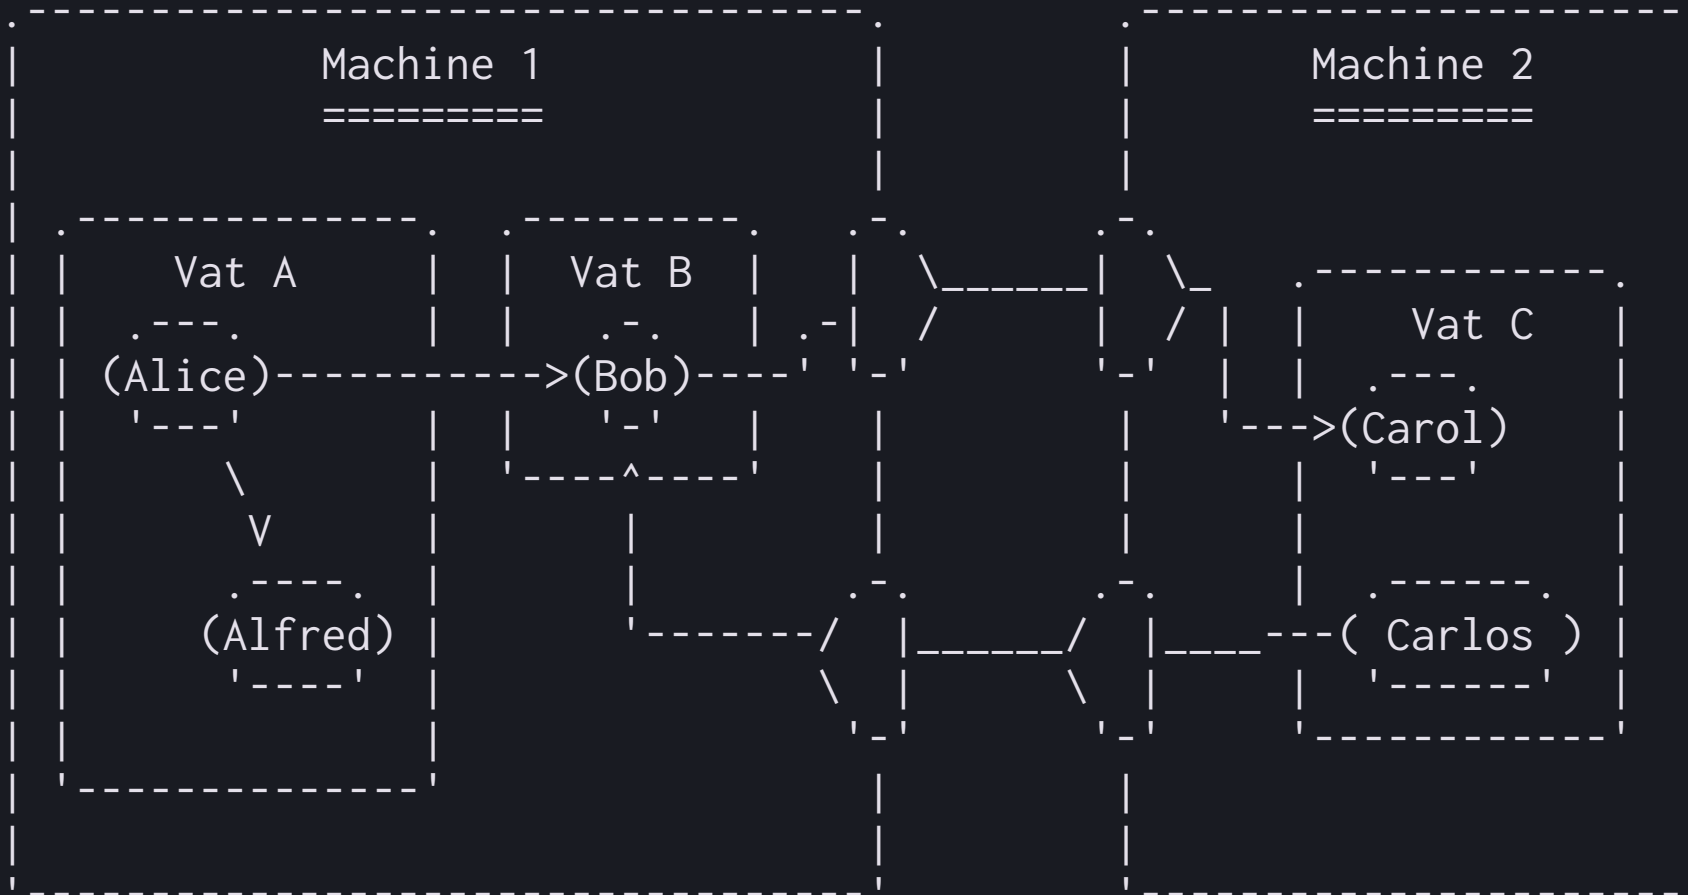 Machine 1 Machine 2
========= =========
Vat A Vat B
Vat C
(Alice)----------->(Bob)----'
'--->(Carol)
V
(Alfred) ---( Carlos )